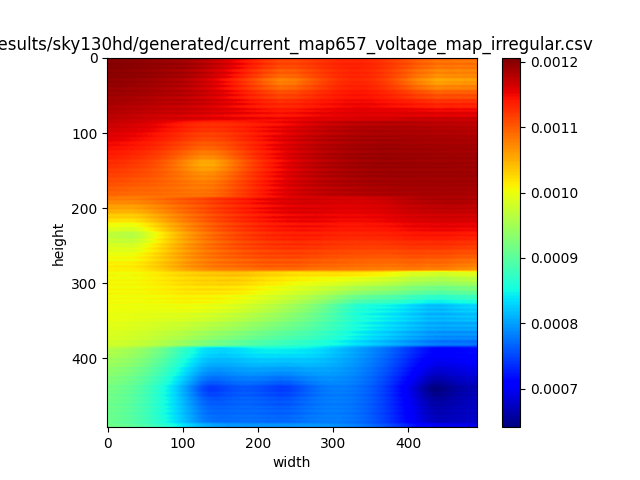 esults/sky130hd/generated/current_map657_voltage_map_irregular.csv
0
100
200
300
400
height
0 100 200 300 400
width
0.0012
0.0011
0.0010
0.0009
0.0008
0.0007